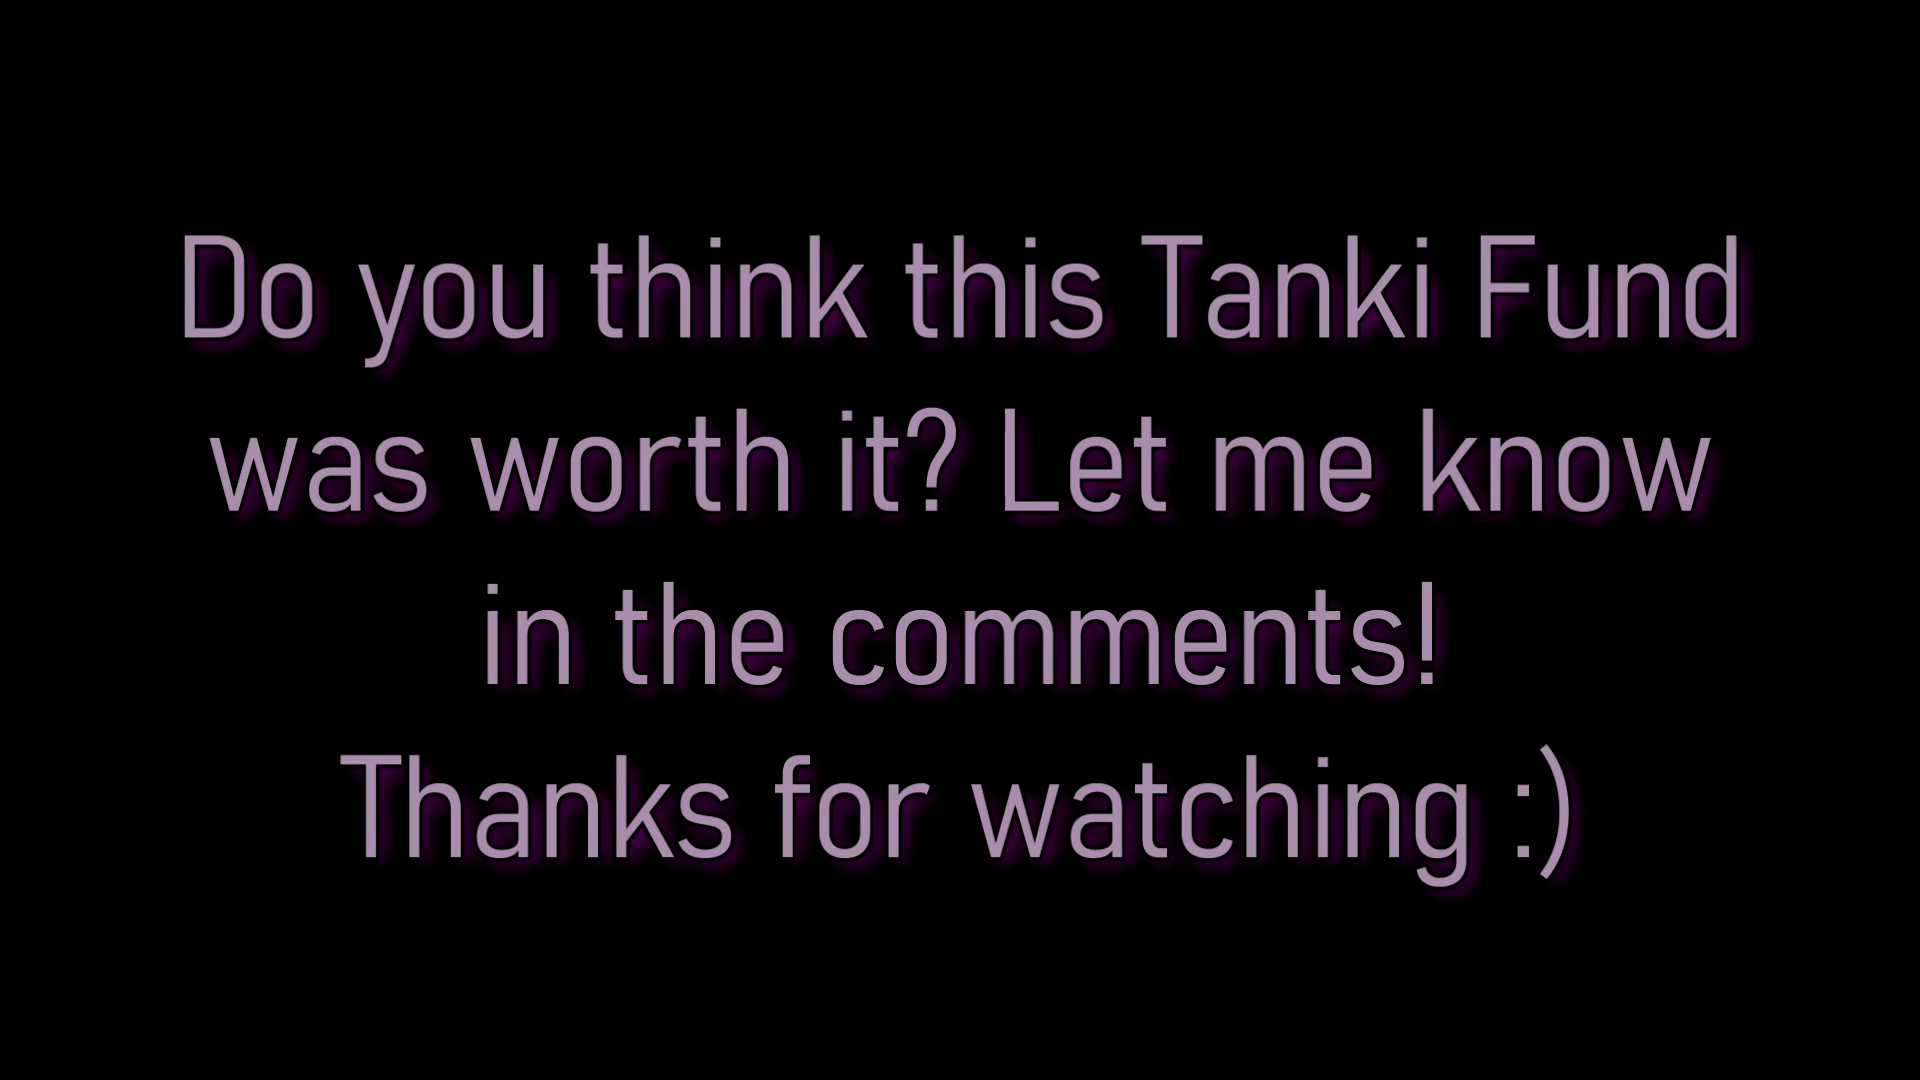 Do you think this Tanki Fund
was worth it? Let me know
in the comments!
Thanks for watching :)